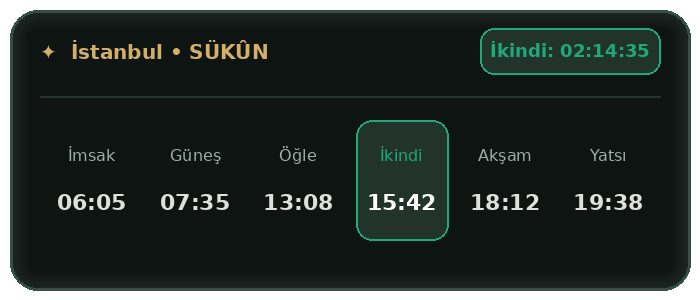 ✦ İstanbul • SÜKÛN
İkindi: 02:14:35
İmsak Güneş Öğle İkindi Akşam Yatsı
06:05 07:35 13:08 15:42 18:12 19:38